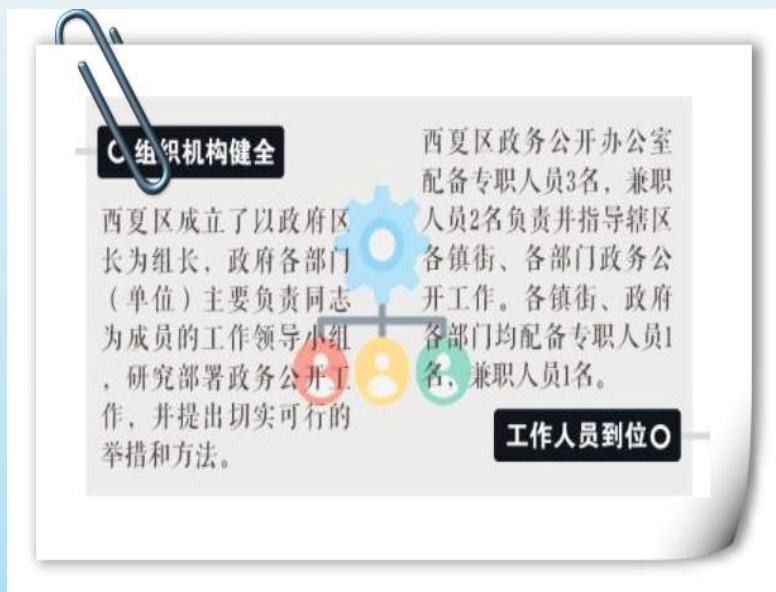 组织机构健全
西夏区成立了以政府区
长为组长，政府各部门
（单位）主要负责同志
为成员的工作领导小组
，研究部署政务公开工
作，并提出切实可行的
举措和方法。
西夏区政务公开办公室
配备专职人员3名，兼职
人员2名负责并指导辖区
各镇街、各部门政务公
开工作。各镇街、政府
各部门均配备专职人员1
名，兼职人员1名。
工作人员到位